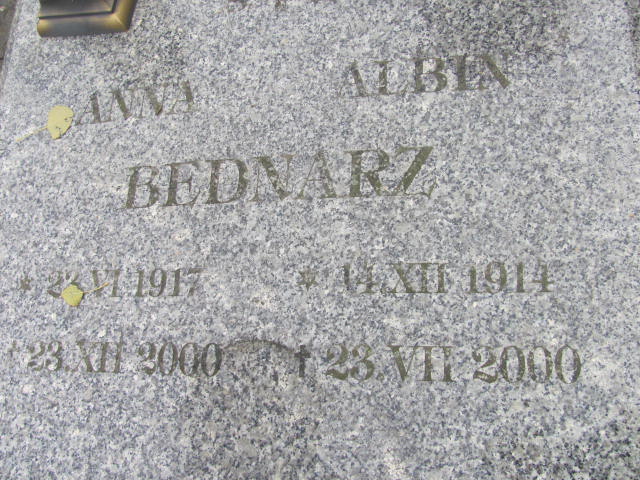 ANNA ALBIN
BEDNARZ
* VI 1917 * 14.XII 1914
† 23.XII 2000 † 23.VII 2000